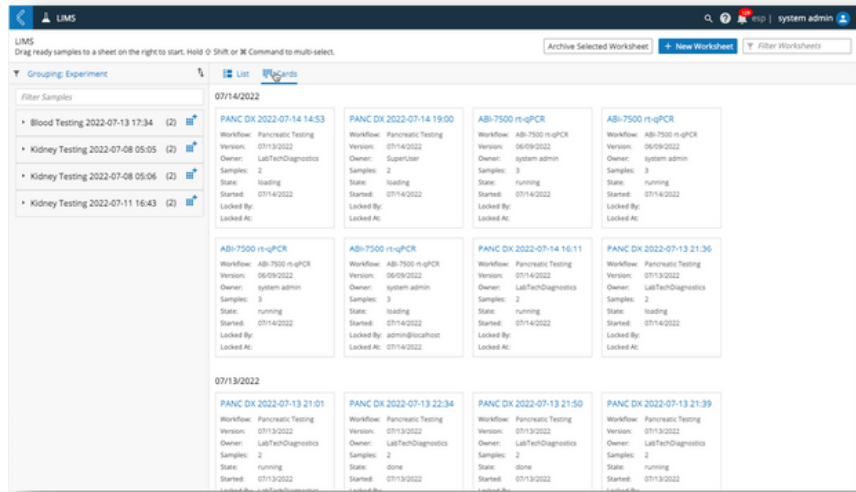 LIMS
esp | system admin
LIMS
Drag ready samples to a sheet on the right to start. Hold ⇧ Shift or ⌘ Command to multi-select.
Archive Selected Worksheet
+ New Worksheet
Filter Worksheets
Grouping: Experiment
List
Cards
Filter Samples
Blood Testing 2022-07-13 17:34 (2)
Kidney Testing 2022-07-08 05:05 (2)
Kidney Testing 2022-07-08 05:06 (2)
Kidney Testing 2022-07-11 16:43 (2)
07/14/2022
PANC DX 2022-07-14 14:53
Workflow: Pancreatic Testing
Version: 07/13/2022
Owner: LabTechDiagnostics
Samples: 2
State: loading
Started: 07/14/2022
Locked By:
Locked At:
PANC DX 2022-07-14 19:00
Workflow: Pancreatic Testing
Version: 07/14/2022
Owner: SuperUser
Samples: 2
State: loading
Started: 07/14/2022
Locked By:
Locked At:
ABI-7500 rt-qPCR
Workflow: ABI-7500 rt-qPCR
Version: 06/09/2022
Owner: system admin
Samples: 3
State: running
Started: 07/14/2022
Locked By:
Locked At:
ABI-7500 rt-qPCR
Workflow: ABI-7500 rt-qPCR
Version: 06/09/2022
Owner: system admin
Samples: 3
State: running
Started: 07/14/2022
Locked By:
Locked At:
ABI-7500 rt-qPCR
Workflow: ABI-7500 rt-qPCR
Version: 06/09/2022
Owner: system admin
Samples: 3
State: running
Started: 07/14/2022
Locked By:
Locked At:
ABI-7500 rt-qPCR
Workflow: ABI-7500 rt-qPCR
Version: 06/09/2022
Owner: system admin
Samples: 3
State: loading
Started: 07/14/2022
Locked By: admin@localhost
Locked At: 07/14/2022
PANC DX 2022-07-14 16:11
Workflow: Pancreatic Testing
Version: 07/14/2022
Owner: LabTechDiagnostics
Samples: 2
State: running
Started: 07/14/2022
Locked By:
Locked At:
PANC DX 2022-07-13 21:36
Workflow: Pancreatic Testing
Version: 07/13/2022
Owner: LabTechDiagnostics
Samples: 2
State: loading
Started: 07/14/2022
Locked By:
Locked At:
07/13/2022
PANC DX 2022-07-13 21:01
Workflow: Pancreatic Testing
Version: 07/13/2022
Owner: LabTechDiagnostics
Samples: 2
State: running
Started: 07/13/2022
Locked By: LabTechDiagnostics
PANC DX 2022-07-13 22:34
Workflow: Pancreatic Testing
Version: 07/13/2022
Owner: LabTechDiagnostics
Samples: 2
State: done
Started: 07/13/2022
Locked By:
PANC DX 2022-07-13 21:50
Workflow: Pancreatic Testing
Version: 07/13/2022
Owner: LabTechDiagnostics
Samples: 2
State: done
Started: 07/13/2022
Locked By:
PANC DX 2022-07-13 21:39
Workflow: Pancreatic Testing
Version: 07/13/2022
Owner: LabTechDiagnostics
Samples: 2
State: done
Started: 07/13/2022
Locked By: